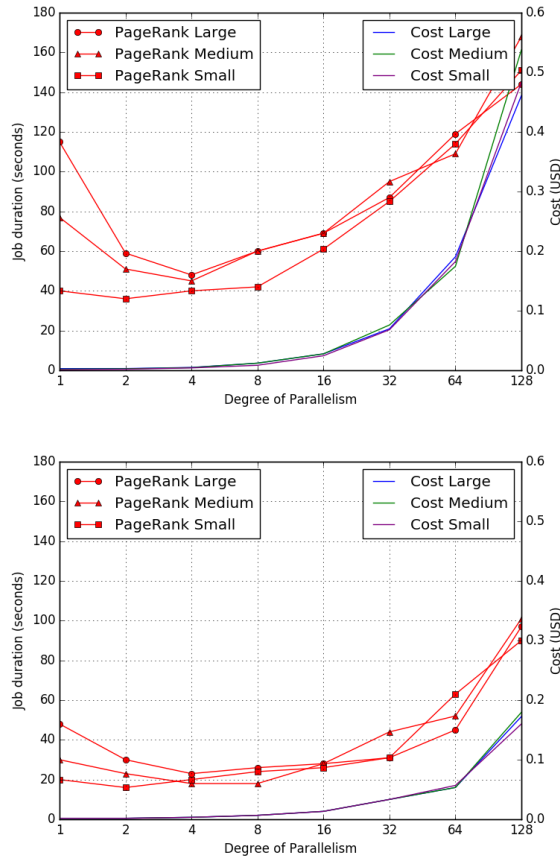 180
160
140
120
100
80
60
40
20
0
Job duration (seconds)
PageRank Large
PageRank Medium
PageRank Small
Cost Large
Cost Medium
Cost Small
0.6
0.5
0.4
0.3
0.2
0.1
0.0
Cost (USD)
1 2 4 8 16 32 64 128
Degree of Parallelism
180
160
140
120
100
80
60
40
20
0
Job duration (seconds)
PageRank Large
PageRank Medium
PageRank Small
Cost Large
Cost Medium
Cost Small
0.6
0.5
0.4
0.3
0.2
0.1
0.0
Cost (USD)
1 2 4 8 16 32 64 128
Degree of Parallelism